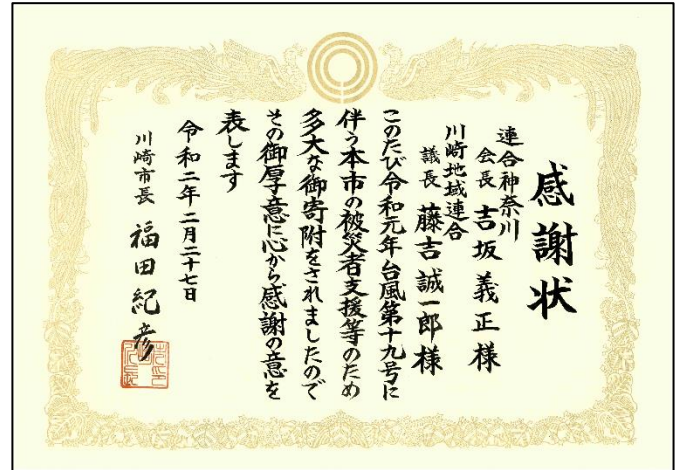 感謝状
連合神奈川
会長 吉坂義正様
川崎地域連合
議長 藤吉誠一郎様
このたび令和元年台風第十九号に
伴う本市の被災者支援等のため
多大な御寄附をされましたので
その御厚意に心から感謝の意を
表します
令和二年二月二十七日
川崎市長 福田紀彦